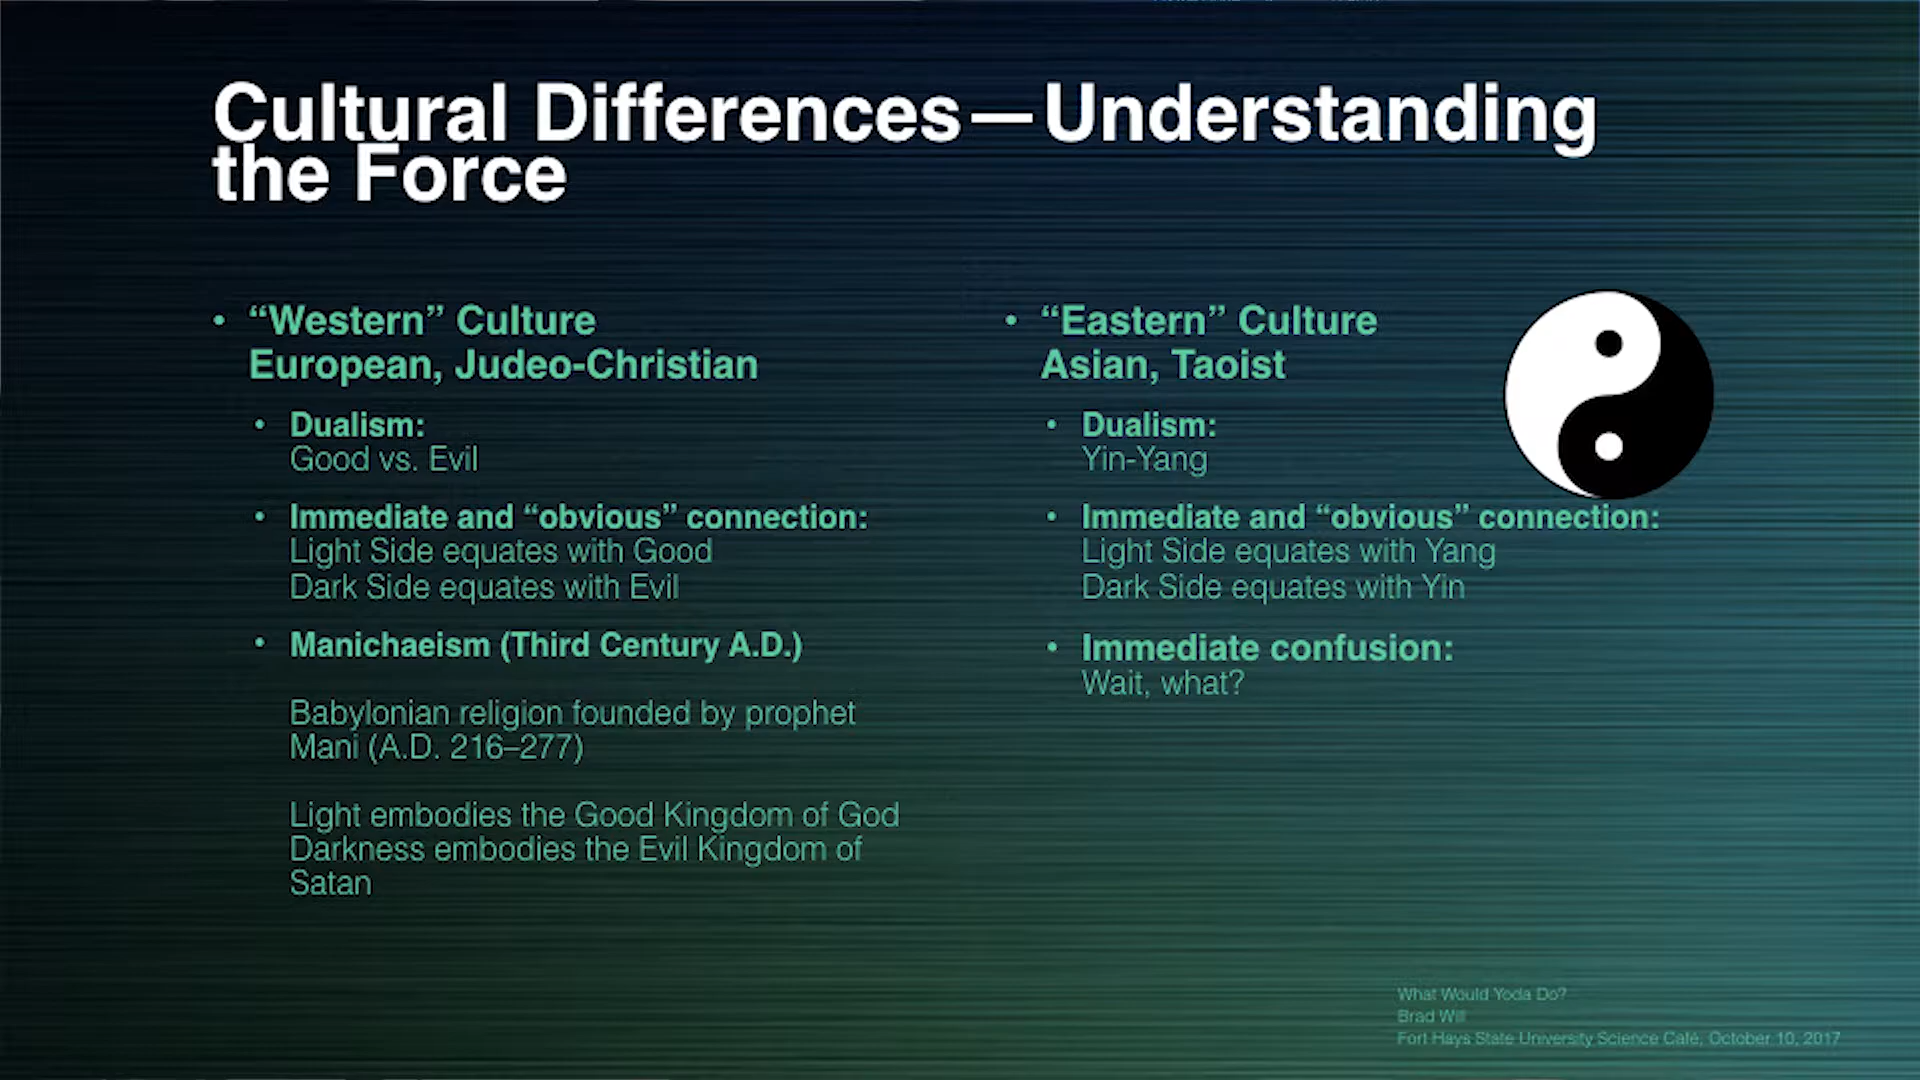 Cultural Differences—Understanding
the Force
• “Western” Culture
European, Judeo-Christian
• Dualism:
Good vs. Evil
• Immediate and “obvious” connection:
Light Side equates with Good
Dark Side equates with Evil
• Manichaeism (Third Century A.D.)
Babylonian religion founded by prophet
Mani (A.D. 216–277)
Light embodies the Good Kingdom of God
Darkness embodies the Evil Kingdom of
Satan
• “Eastern” Culture
Asian, Taoist
• Dualism:
Yin-Yang
• Immediate and “obvious” connection:
Light Side equates with Yang
Dark Side equates with Yin
• Immediate confusion:
Wait, what?
What Would Yoda Do?
Brad Will
Fort Hays State University Science Café, October 10, 2017